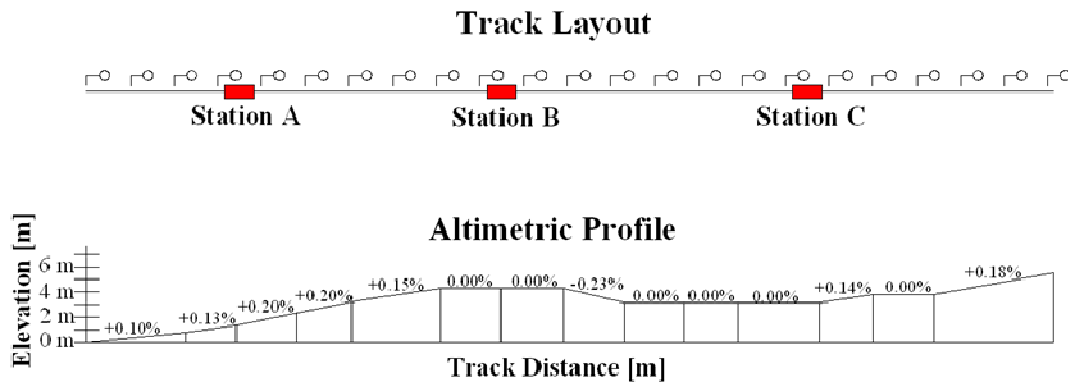 Track Layout
Station A
Station B
Station C
Altimetric Profile
Elevation [m]
6 m
4 m
2 m
0 m
+0.10%
+0.13%
+0.20%
+0.20%
+0.15%
0.00%
0.00%
-0.23%
0.00%
0.00%
0.00%
+0.14%
0.00%
+0.18%
Track Distance [m]